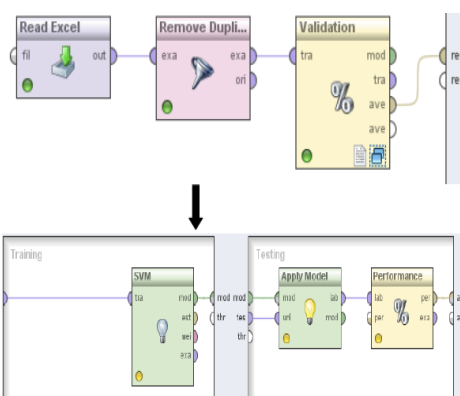 Read Excel
Remove Dupli...
Validation
fil
out
exa
exa
ori
tra
mod
tra
ave
ave
re
re
Training
Testing
SVM
Apply Model
Performance
tra
mod
est
wei
exa
mod
thr
mod
tes
thr
mod
unl
lab
mod
lab
per
per
exa